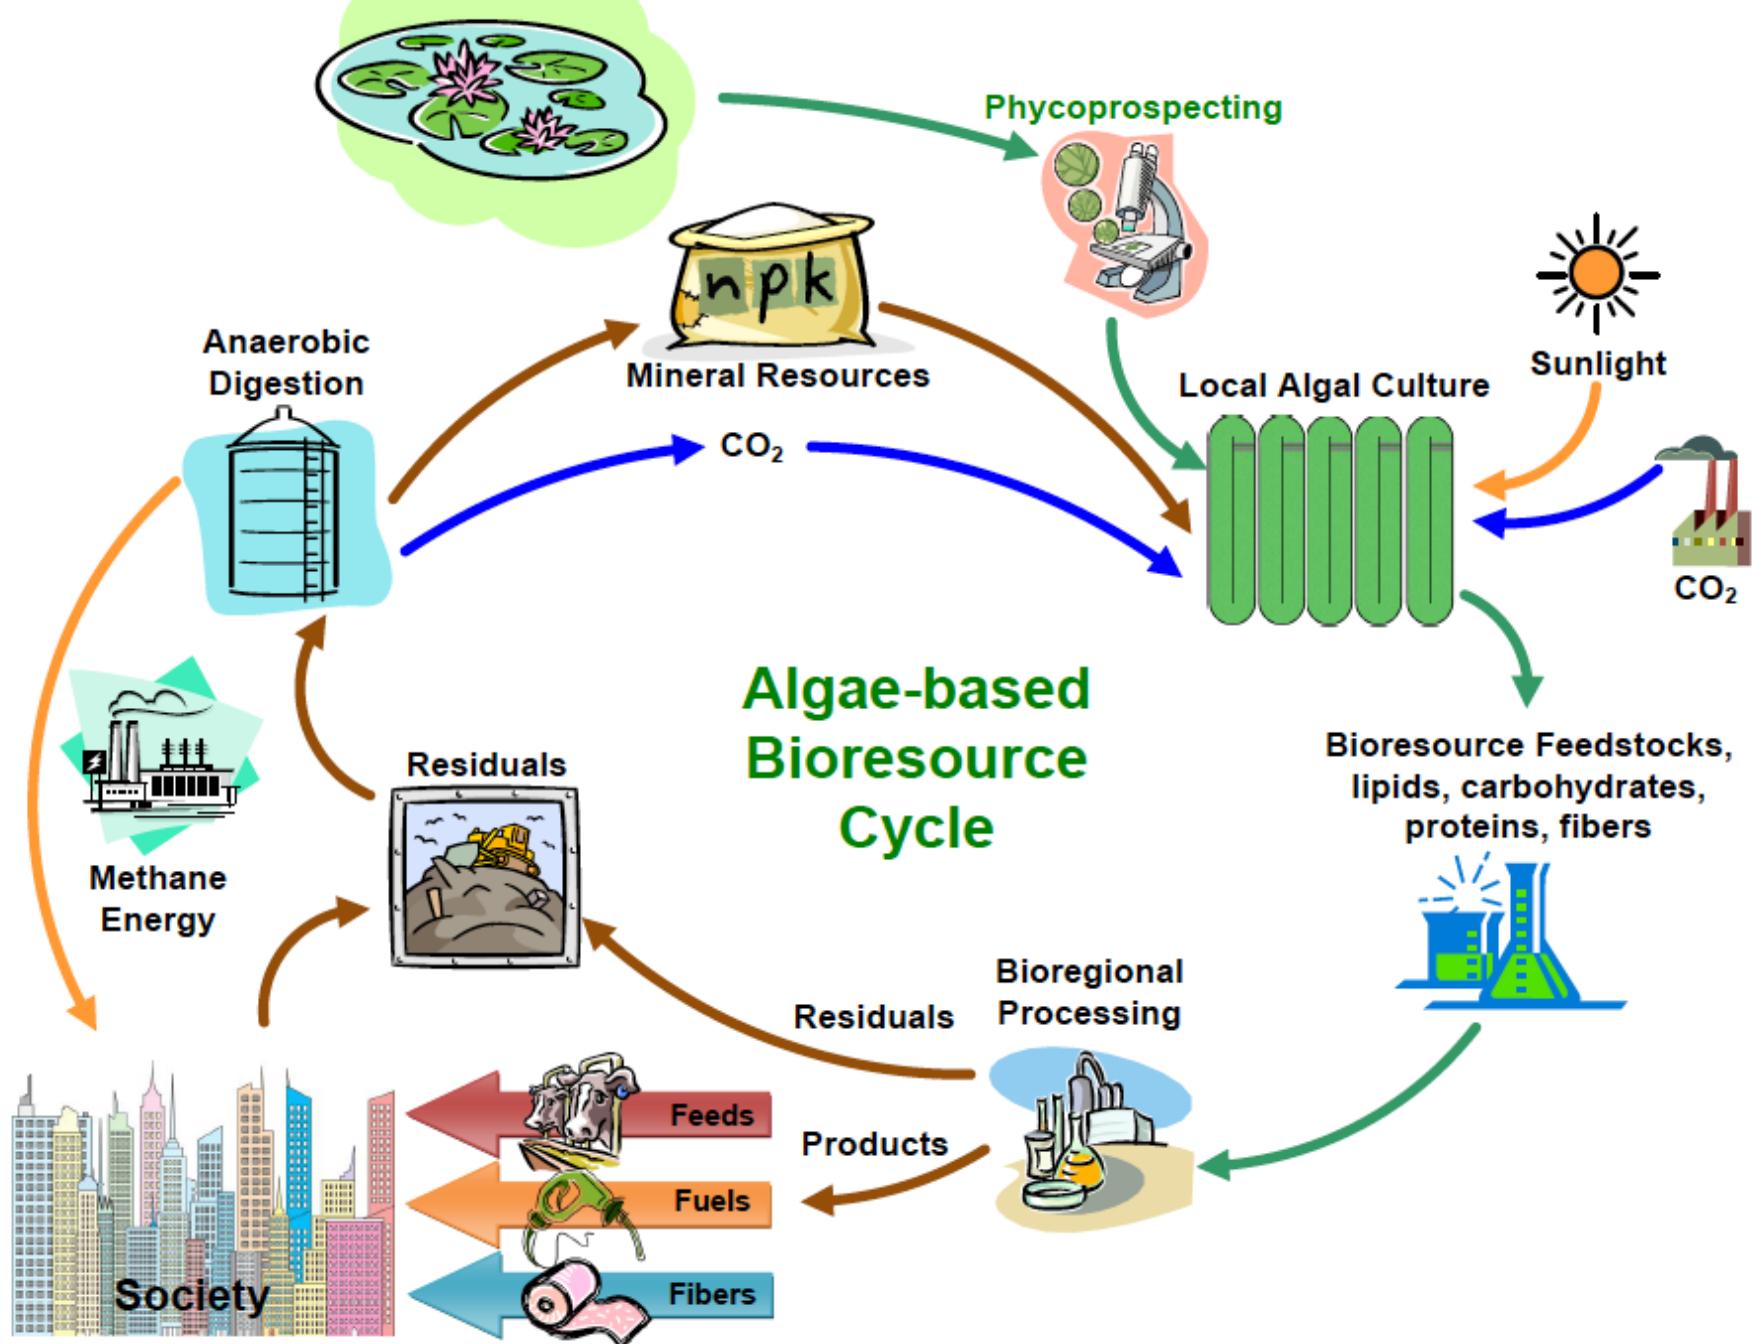 Phycoprospecting
n p k
Mineral Resources
Anaerobic
Digestion
CO₂
Local Algal Culture
Sunlight
CO₂
Algae-based
Bioresource
Cycle
Bioresource Feedstocks,
lipids, carbohydrates,
proteins, fibers
Residuals
Methane
Energy
Bioregional
Processing
Residuals
Products
Feeds
Fuels
Fibers
Society